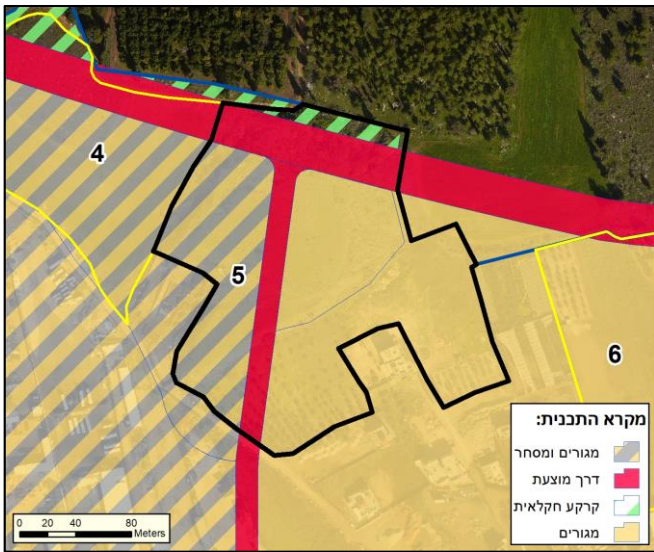 4
5
6
מקרא התכנית:
מגורים ומסחר
דרך מוצעת
קרקע חקלאית
מגורים
0 20 40 80
Meters